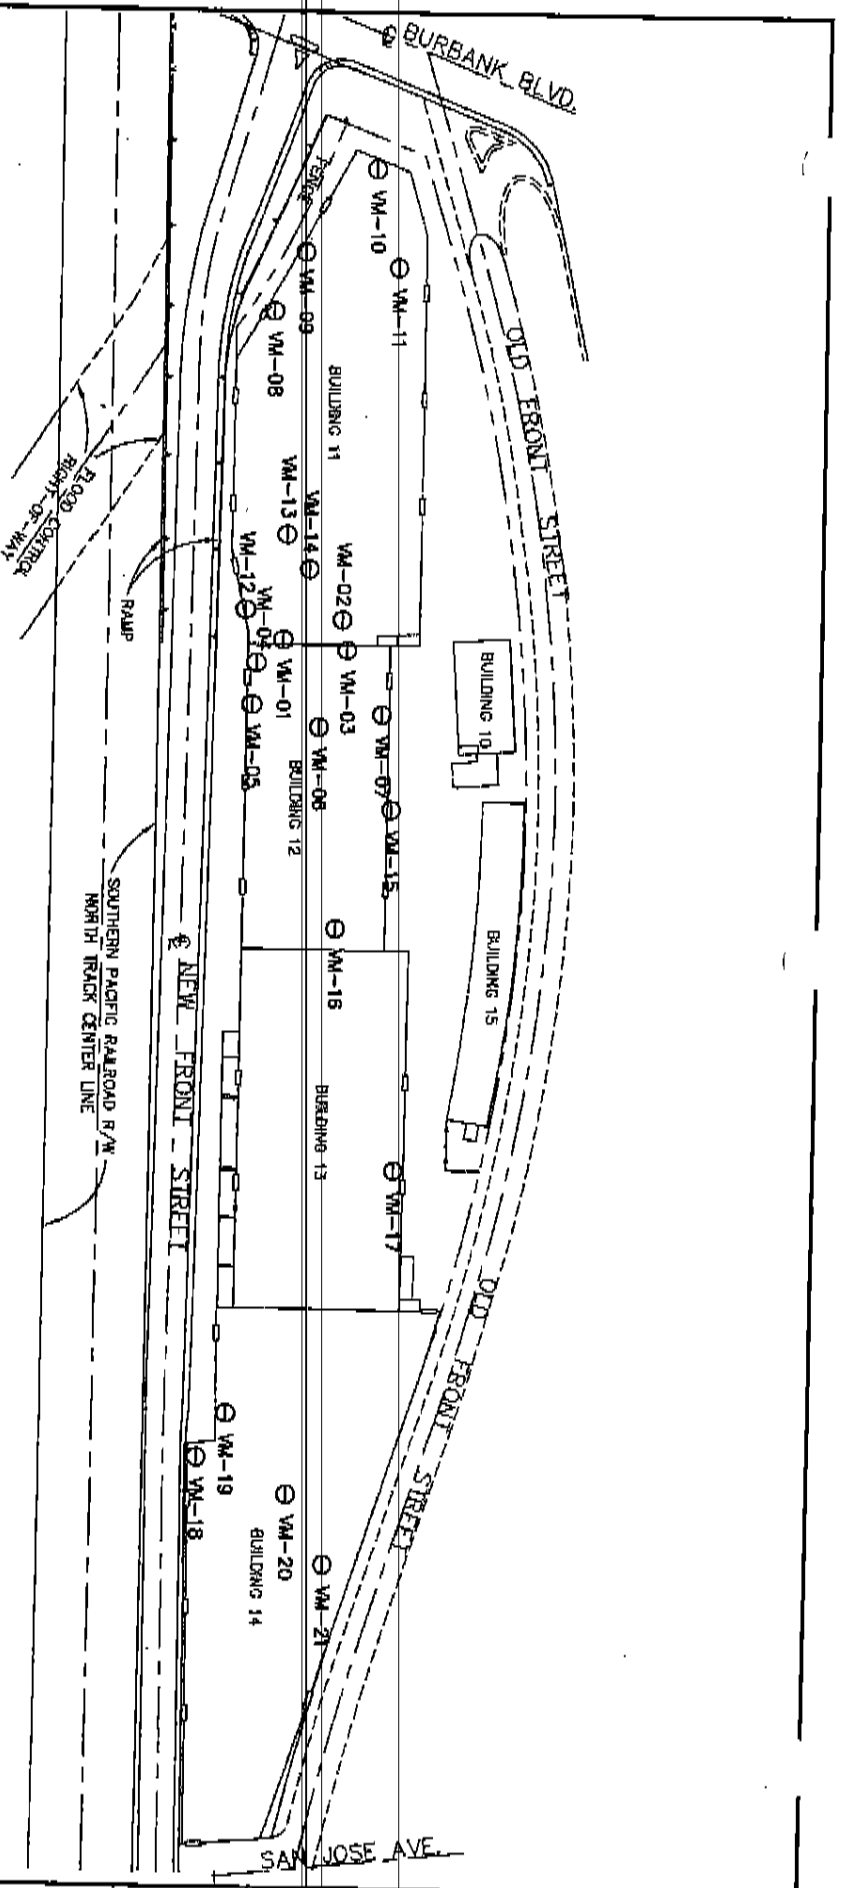 ℄ BURBANK BLVD.
FENCE
VM-10
VM-11
VM-09
VM-08
OLD FRONT STREET
BUILDING 11
VM-13
VM-14
VM-02
VM-12
VM-04
VM-01
VM-03
VM-05
VM-06
VM-07
VM-15
FLOOD CONTROL
RIGHT-OF-WAY
RAMP
BUILDING 10
BUILDING 12
BUILDING 15
VM-16
SOUTHERN PACIFIC RAILROAD R/W
NORTH TRACK CENTER LINE
℄ NEW FRONT STREET
BUILDING 13
VM-17
OLD FRONT STREET
VM-19
VM-18
VM-20
BUILDING 14
VM-21
SAN JOSE AVE.